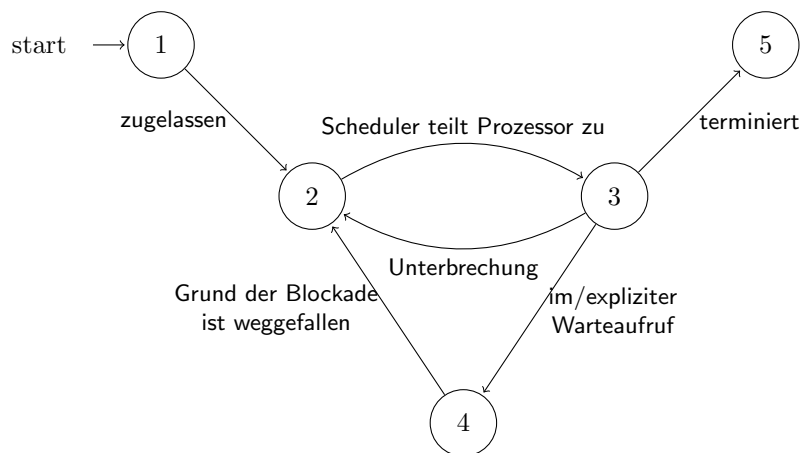 start
1
5
zugelassen
Scheduler teilt Prozessor zu
terminiert
2
3
Unterbrechung
Grund der Blockade
ist weggefallen
im/expliziter
Warteaufruf
4